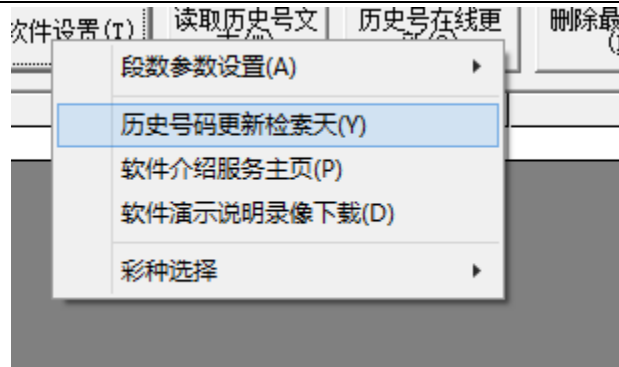 软件设置(T) 读取历史号文 历史号在线更 删除最
段数参数设置(A)
历史号码更新检索天(Y)
软件介绍服务主页(P)
软件演示说明录像下载(D)
彩种选择